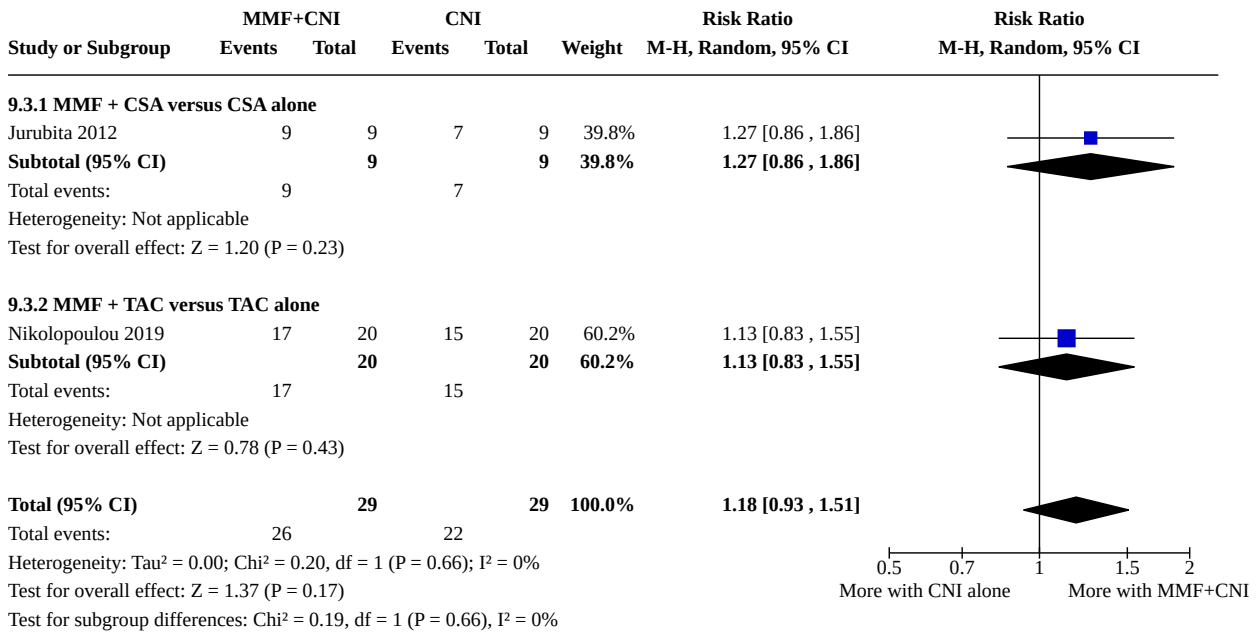 MMF+CNI CNI Risk Ratio Risk Ratio
Study or Subgroup Events Total Events Total Weight M-H, Random, 95% CI M-H, Random, 95% CI
9.3.1 MMF + CSA versus CSA alone
Jurubita 2012 9 9 7 9 39.8% 1.27 [0.86 , 1.86]
Subtotal (95% CI) 9 9 39.8% 1.27 [0.86 , 1.86]
Total events: 9 7
Heterogeneity: Not applicable
Test for overall effect: Z = 1.20 (P = 0.23)
9.3.2 MMF + TAC versus TAC alone
Nikolopoulou 2019 17 20 15 20 60.2% 1.13 [0.83 , 1.55]
Subtotal (95% CI) 20 20 60.2% 1.13 [0.83 , 1.55]
Total events: 17 15
Heterogeneity: Not applicable
Test for overall effect: Z = 0.78 (P = 0.43)
Total (95% CI) 29 29 100.0% 1.18 [0.93 , 1.51]
Total events: 26 22
Heterogeneity: Tau² = 0.00; Chi² = 0.20, df = 1 (P = 0.66); I² = 0%
0.5 0.7 1 1.5 2
Test for overall effect: Z = 1.37 (P = 0.17) More with CNI alone More with MMF+CNI
Test for subgroup differences: Chi² = 0.19, df = 1 (P = 0.66), I² = 0%